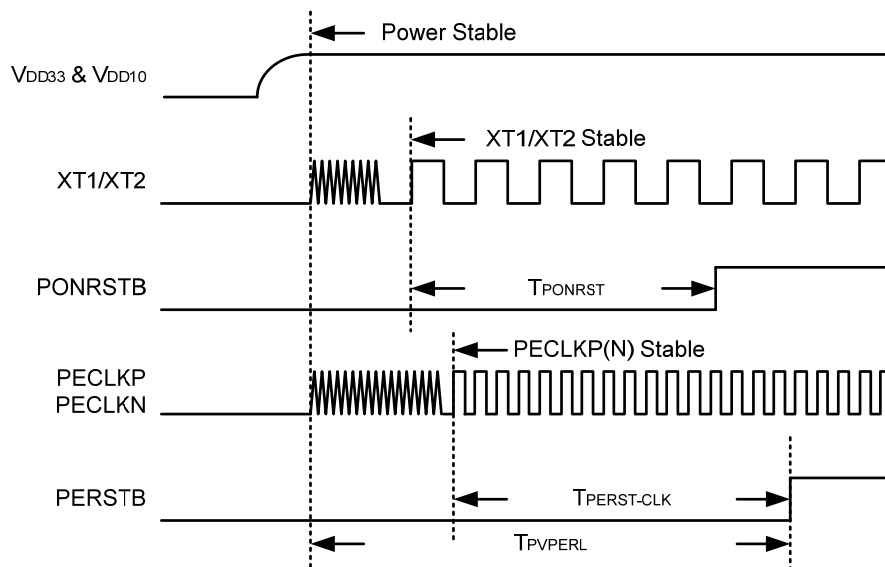 Power Stable
VDD33 & VDD10
XT1/XT2 Stable
XT1/XT2
PONRSTB
TPONRST
PECLKP(N) Stable
PECLKP
PECLKN
PERSTB
TPERST-CLK
TPVPERL